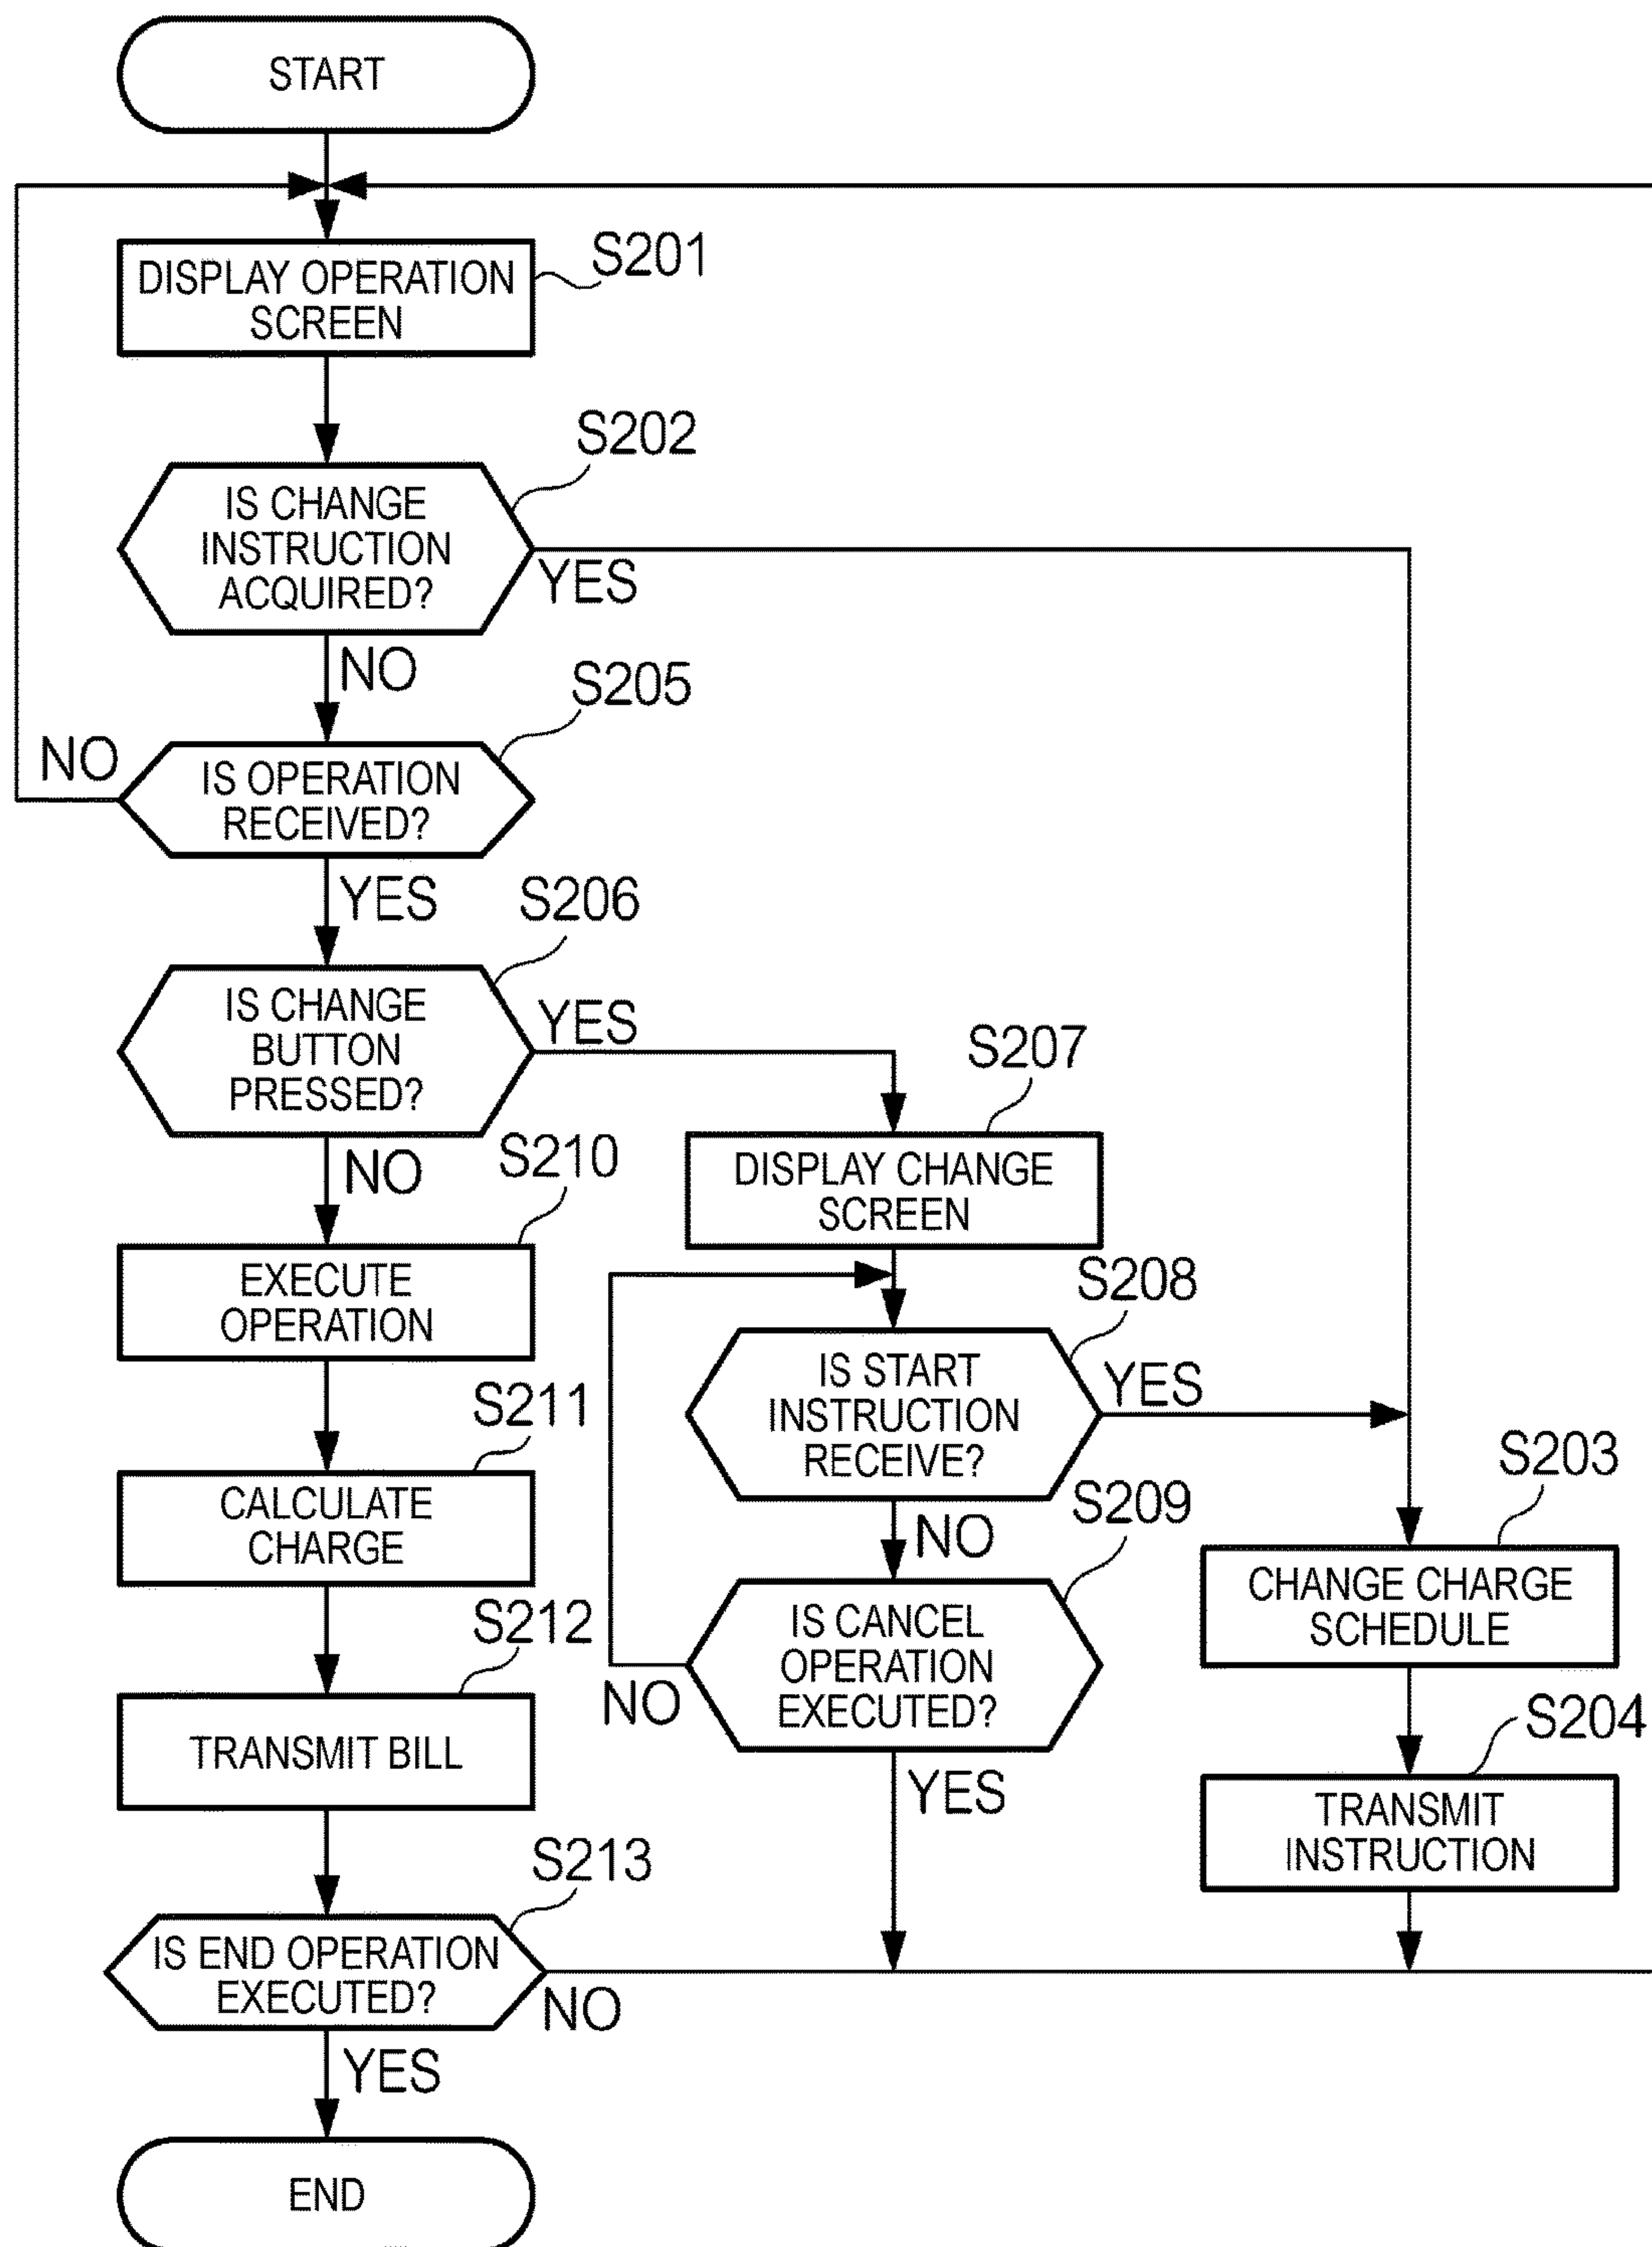 START
S201
DISPLAY OPERATION
SCREEN
S202
IS CHANGE
INSTRUCTION
ACQUIRED?
YES
NO
S205
NO
IS OPERATION
RECEIVED?
YES
S206
IS CHANGE
BUTTON
PRESSED?
YES
S207
NO
S210
DISPLAY CHANGE
SCREEN
EXECUTE
OPERATION
S208
IS START
INSTRUCTION
RECEIVE?
YES
S211
CALCULATE
CHARGE
NO
S209
S203
CHANGE CHARGE
SCHEDULE
S212
IS CANCEL
OPERATION
EXECUTED?
NO
TRANSMIT BILL
YES
S204
TRANSMIT
INSTRUCTION
S213
IS END OPERATION
EXECUTED?
NO
YES
END